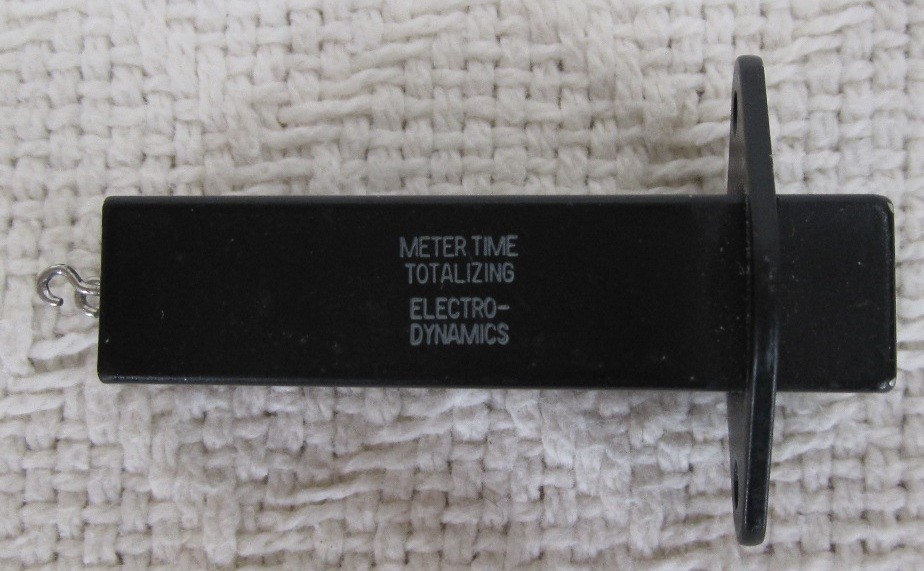 METER TIME
TOTALIZING
ELECTRO-
DYNAMICS